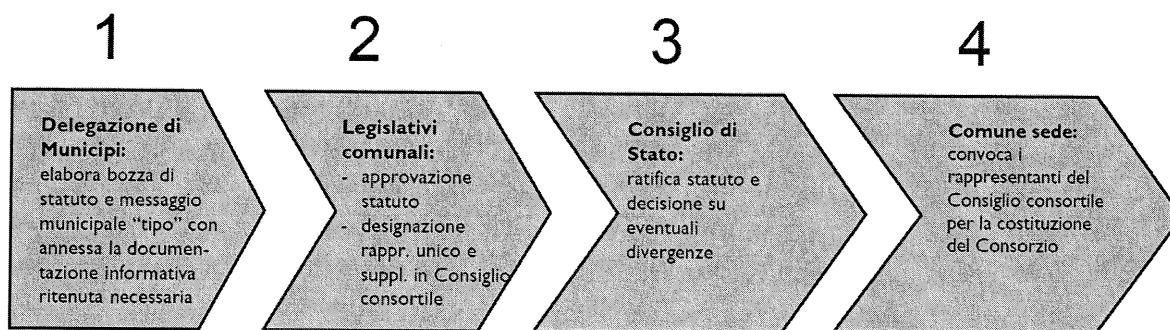 1
2
3
4
Delegazione di
Municipi:
elabora bozza di
statuto e messaggio
municipale "tipo" con
annessa la documen-
tazione informativa
ritenuta necessaria
Legislativi
comunali:
- approvazione
statuto
- designazione
rappr. unico e
suppl. in Consiglio
consortile
Consiglio di
Stato:
ratifica statuto e
decisione su
eventuali
divergenze
Comune sede:
convoca i
rappresentanti del
Consiglio consortile
per la costituzione
del Consorzio